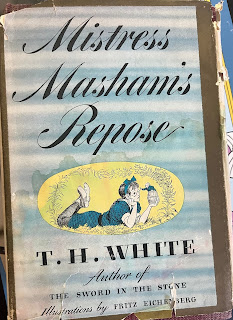 Mistress
Masham's
Repose
T. H. WHITE
Author of
THE SWORD IN THE STONE
Illustrations by FRITZ EICHENBERG